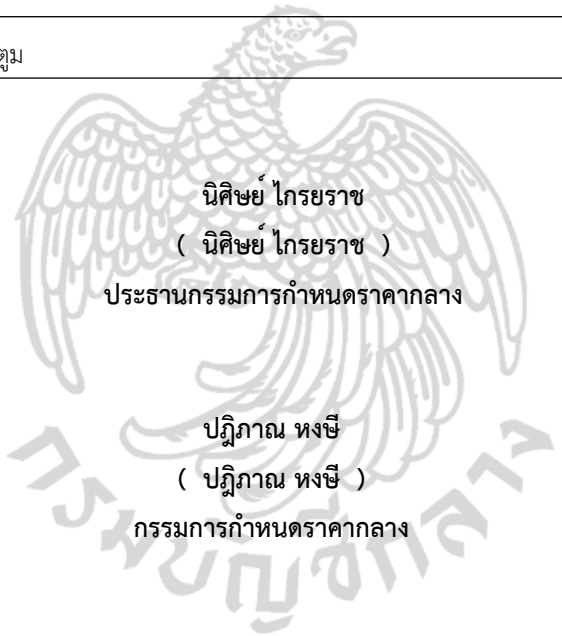 ตูม
นิศิษย์ ไกรยราช
( นิศิษย์ ไกรยราช )
ประธานกรรมการกำหนดราคากลาง
ปฎิภาณ หงษี
( ปฎิภาณ หงษี )
กรรมการกำหนดราคากลาง
กรมบัญชีกลาง